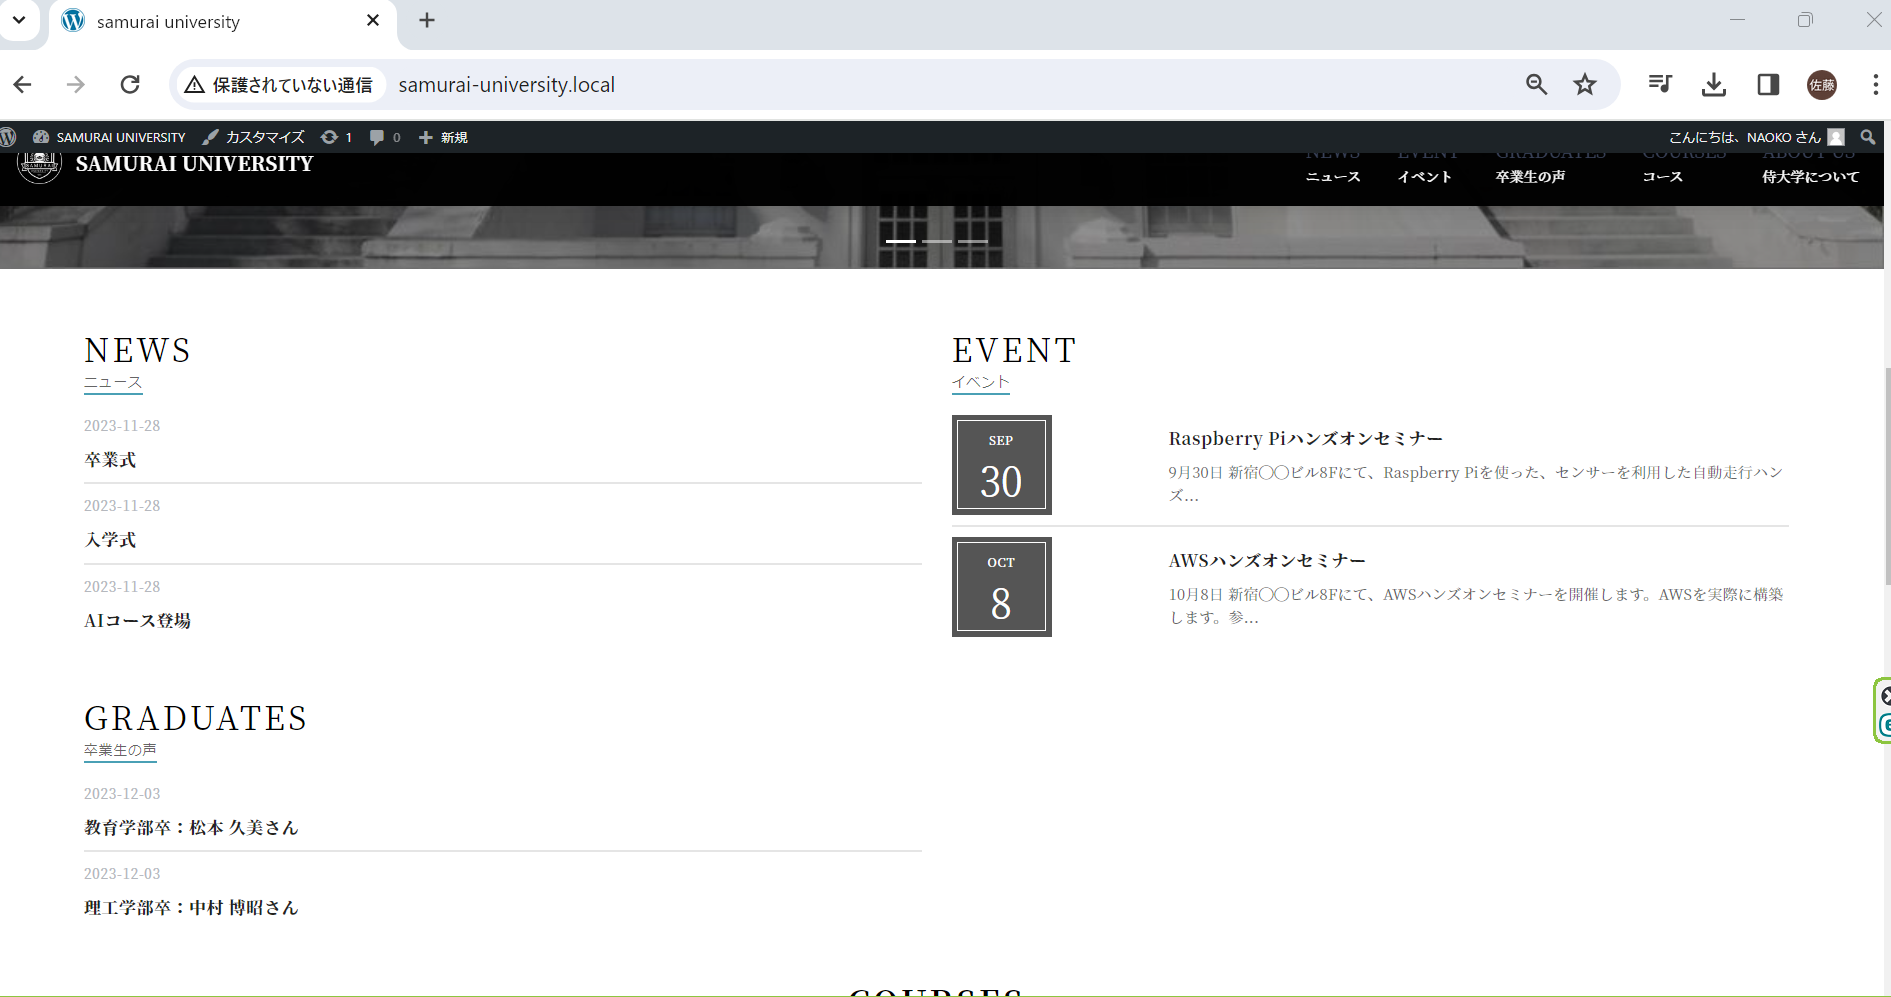 samurai university
保護されていない通信
samurai-university.local
佐藤
SAMURAI UNIVERSITY
カスタマイズ
1
0
新規
こんにちは、NAOKO さん
SAMURAI UNIVERSITY
NEWS
EVENT
GRADUATES
COURSES
ABOUT US
ニュース
イベント
卒業生の声
コース
侍大学について
NEWS
ニュース
2023-11-28
卒業式
2023-11-28
入学式
2023-11-28
AIコース登場
EVENT
イベント
SEP
30
Raspberry Piハンズオンセミナー
9月30日 新宿◯◯ビル8Fにて、Raspberry Piを使った、センサーを利用した自動走行ハン
ズ...
OCT
8
AWSハンズオンセミナー
10月8日 新宿◯◯ビル8Fにて、AWSハンズオンセミナーを開催します。AWSを実際に構築
します。参...
GRADUATES
卒業生の声
2023-12-03
教育学部卒：松本 久美さん
2023-12-03
理工学部卒：中村 博昭さん
COURSES